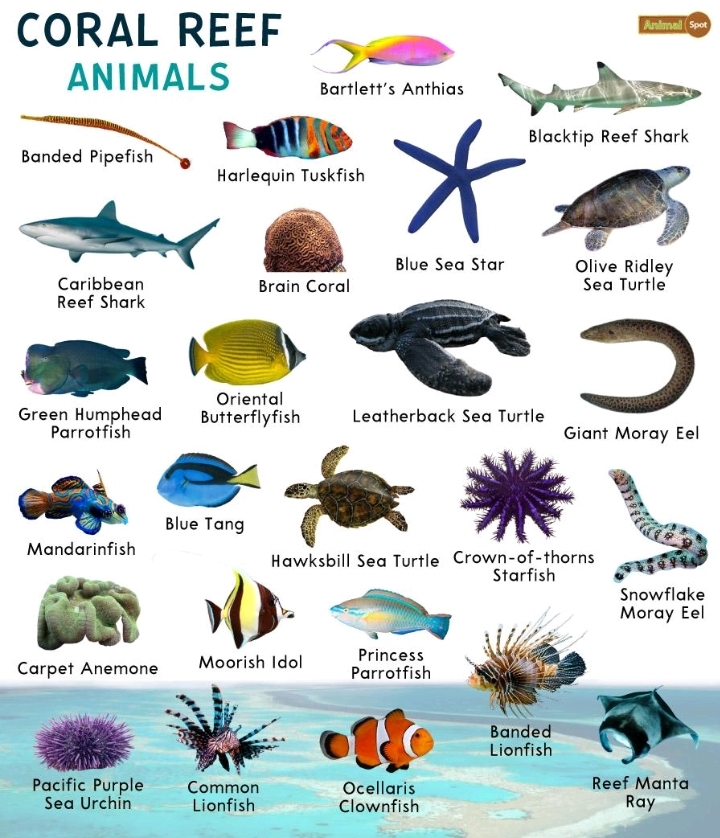 CORAL REEF
ANIMALS
Animal Spot
Bartlett's Anthias
Blacktip Reef Shark
Banded Pipefish
Harlequin Tuskfish
Blue Sea Star
Olive Ridley
Sea Turtle
Caribbean
Reef Shark
Brain Coral
Green Humphead
Parrotfish
Oriental
Butterflyfish
Leatherback Sea Turtle
Giant Moray Eel
Mandarinfish
Blue Tang
Hawksbill Sea Turtle
Crown-of-thorns
Starfish
Snowflake
Moray Eel
Carpet Anemone
Moorish Idol
Princess
Parrotfish
Banded
Lionfish
Pacific Purple
Sea Urchin
Common
Lionfish
Ocellaris
Clownfish
Reef Manta
Ray